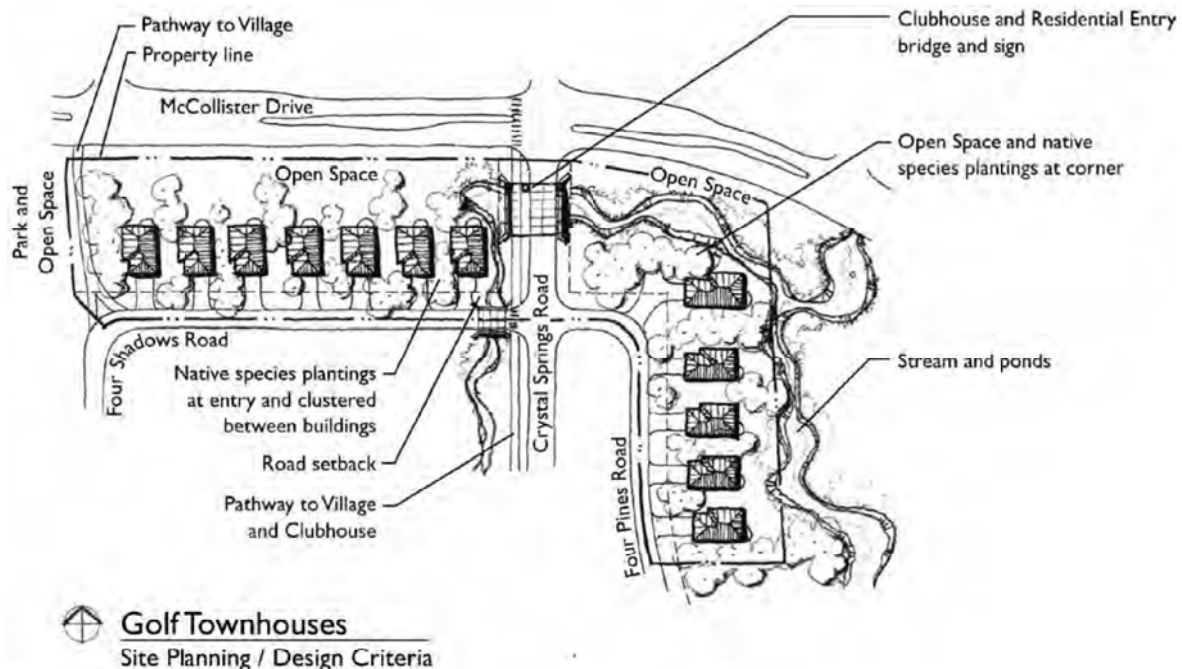 Pathway to Village
Property line
McCollister Drive
Clubhouse and Residential Entry
bridge and sign
Open Space and native
species plantings at corner
Park and
Open Space
Open Space
Open Space
Four Shadows Road
Native species plantings
at entry and clustered
between buildings
Road setback
Pathway to Village
and Clubhouse
Crystal Springs Road
Four Pines Road
Stream and ponds
Golf Townhouses
Site Planning / Design Criteria